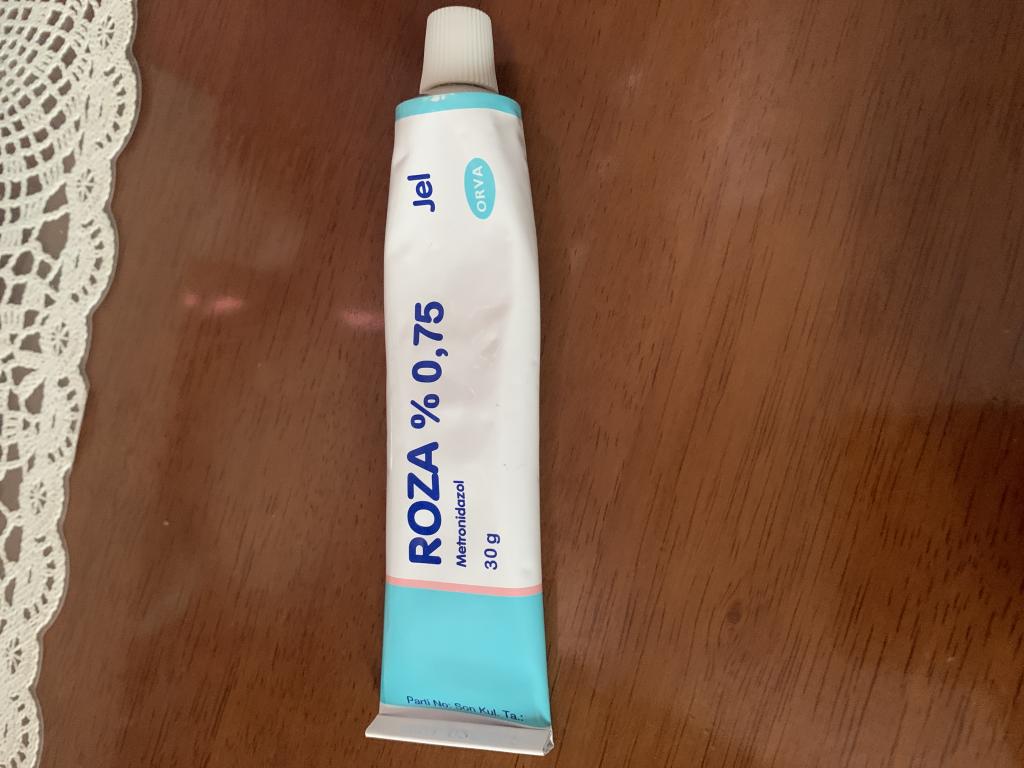 ROZA % 0,75 Jel
Metronidazol
30 g
ORVA
Parti No: Son Kul. Ta.: